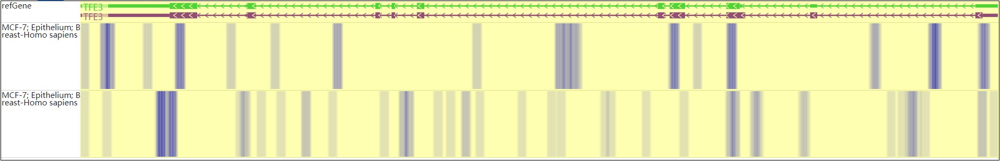 refGene
TFE3
TFE3
MCF-7; Epithelium; B
reast-Homo sapiens
MCF-7; Epithelium; B
reast-Homo sapiens